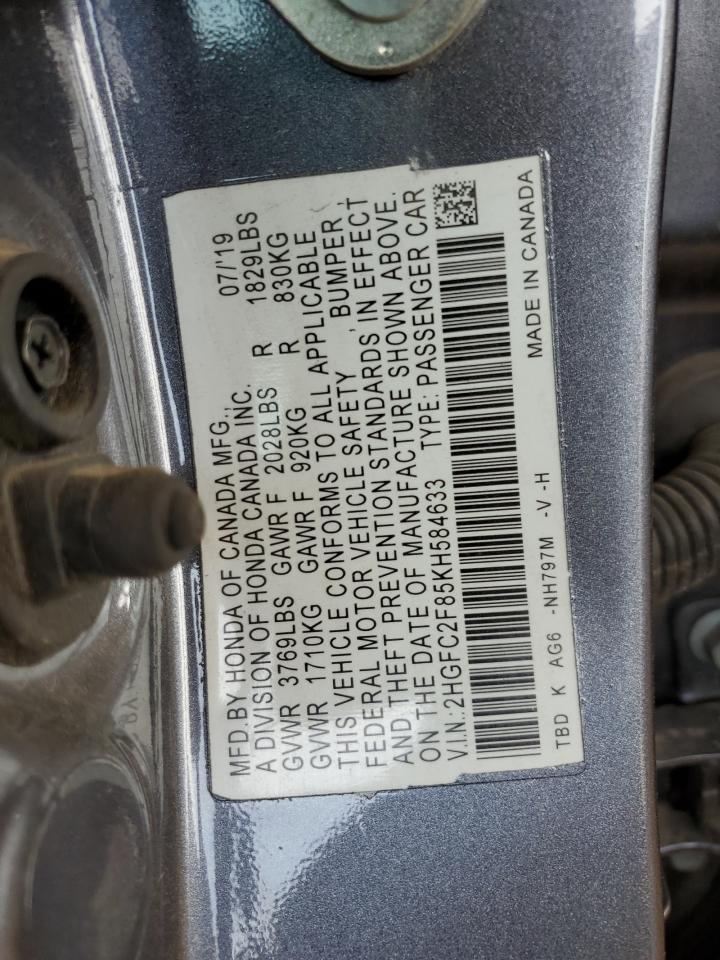 MFD.BY HONDA OF CANADA MFG., 07/'19
A DIVISION OF HONDA CANADA INC.
GVWR 3769LBS GAWR F 2028LBS R 1829LBS
GVWR 1710KG GAWR F 920KG R 830KG
THIS VEHICLE CONFORMS TO ALL APPLICABLE
FEDERAL MOTOR VEHICLE SAFETY, BUMPER,
AND THEFT PREVENTION STANDARDS, IN EFFECT
ON THE DATE OF MANUFACTURE SHOWN ABOVE.
V.IN.:2HGFC2F85KH584633 TYPE: PASSENGER CAR
TBD K AG6 -NH797M -V -H MADE IN CANADA